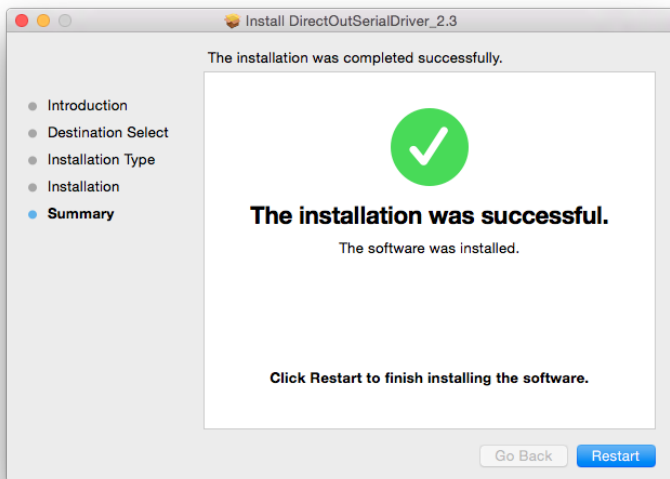 Install DirectOutSerialDriver_2.3
The installation was completed successfully.
Introduction
Destination Select
Installation Type
Installation
Summary
The installation was successful.
The software was installed.
Click Restart to finish installing the software.
Go Back
Restart